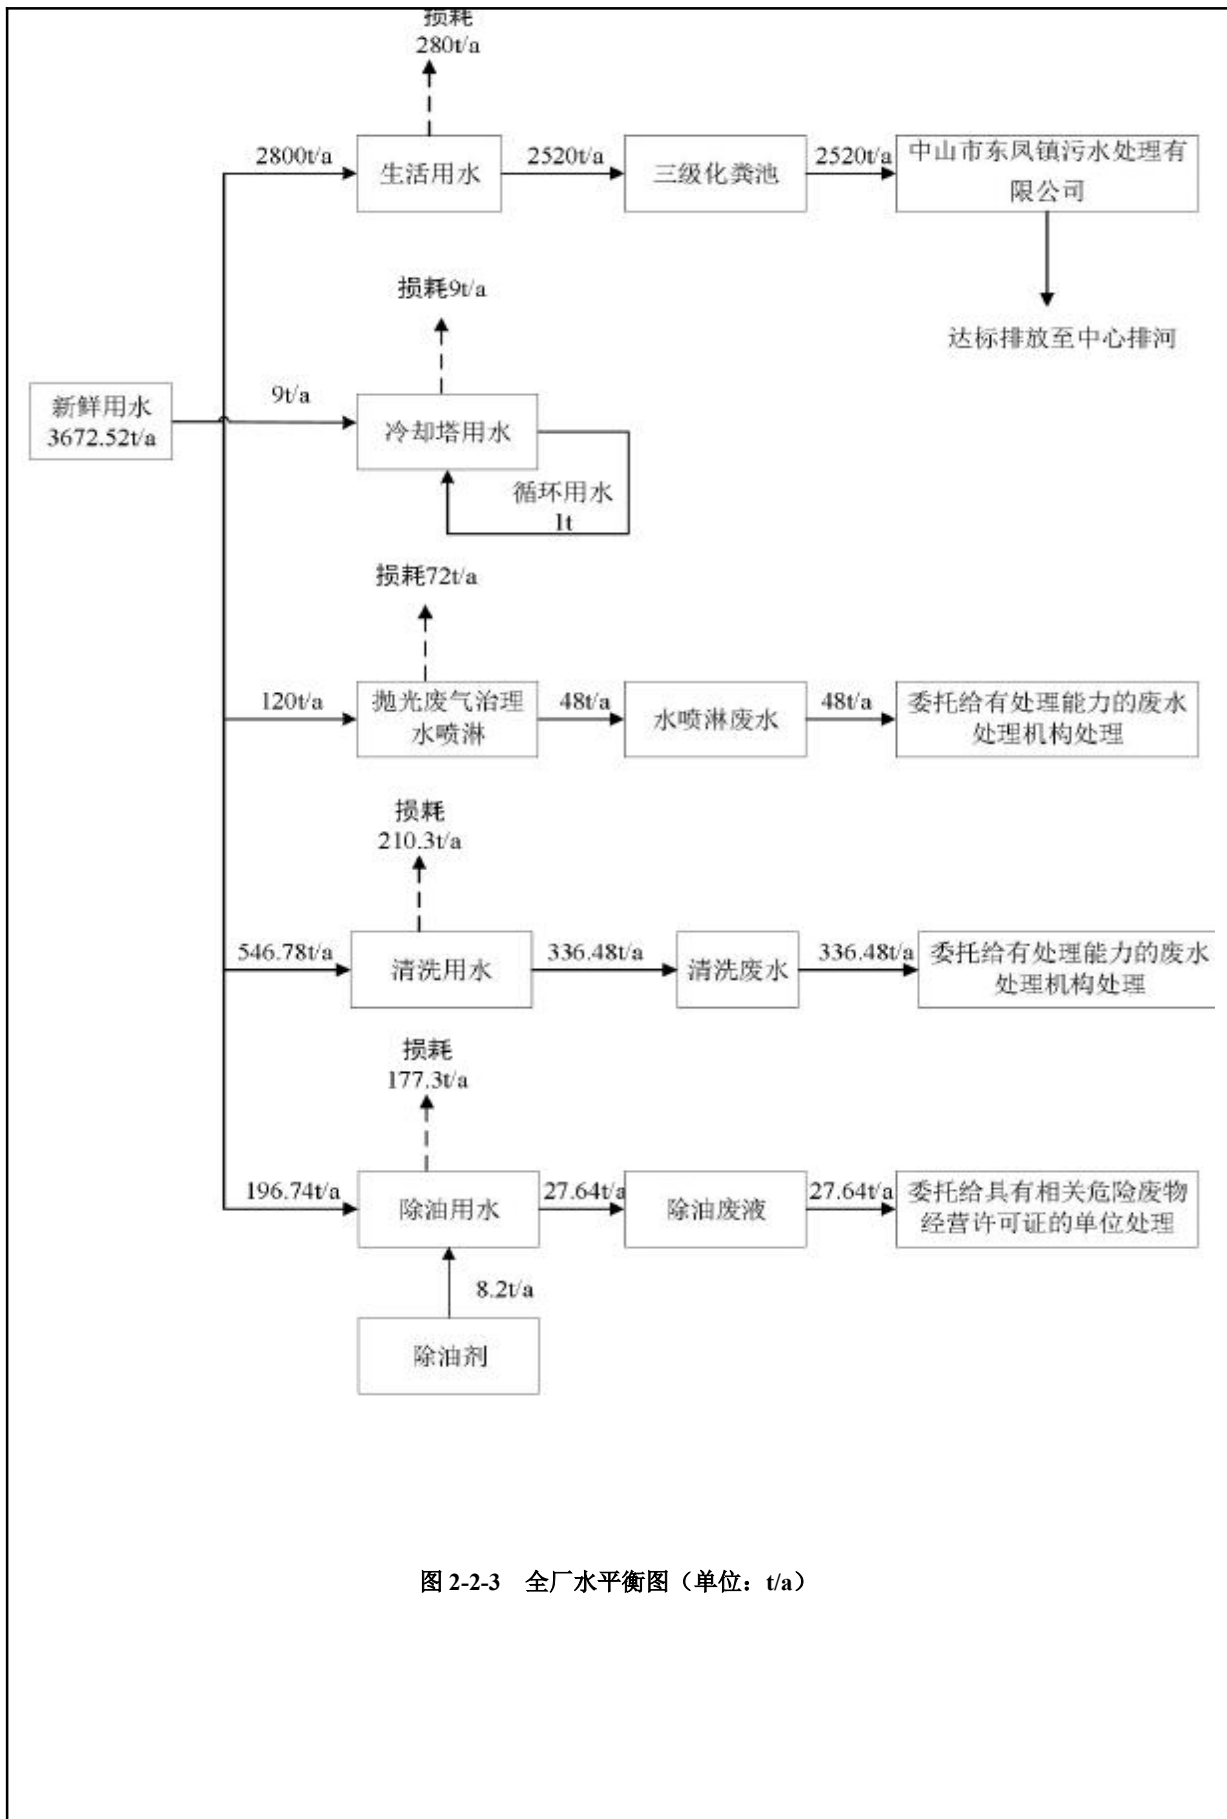 损耗
280t/a
2800t/a
生活用水
2520t/a
三级化粪池
2520t/a
中山市东凤镇污水处理有
限公司
达标排放至中心排河
新鲜用水
3672.52t/a
损耗9t/a
9t/a
冷却塔用水
循环用水
1t
损耗72t/a
120t/a
抛光废气治理
水喷淋
48t/a
水喷淋废水
48t/a
委托给有处理能力的废水
处理机构处理
损耗
210.3t/a
546.78t/a
清洗用水
336.48t/a
清洗废水
336.48t/a
委托给有处理能力的废水
处理机构处理
损耗
177.3t/a
196.74t/a
除油用水
27.64t/a
除油废液
27.64t/a
委托给具有相关危险废物
经营许可证的单位处理
8.2t/a
除油剂
图 2-2-3 全厂水平衡图（单位：t/a）